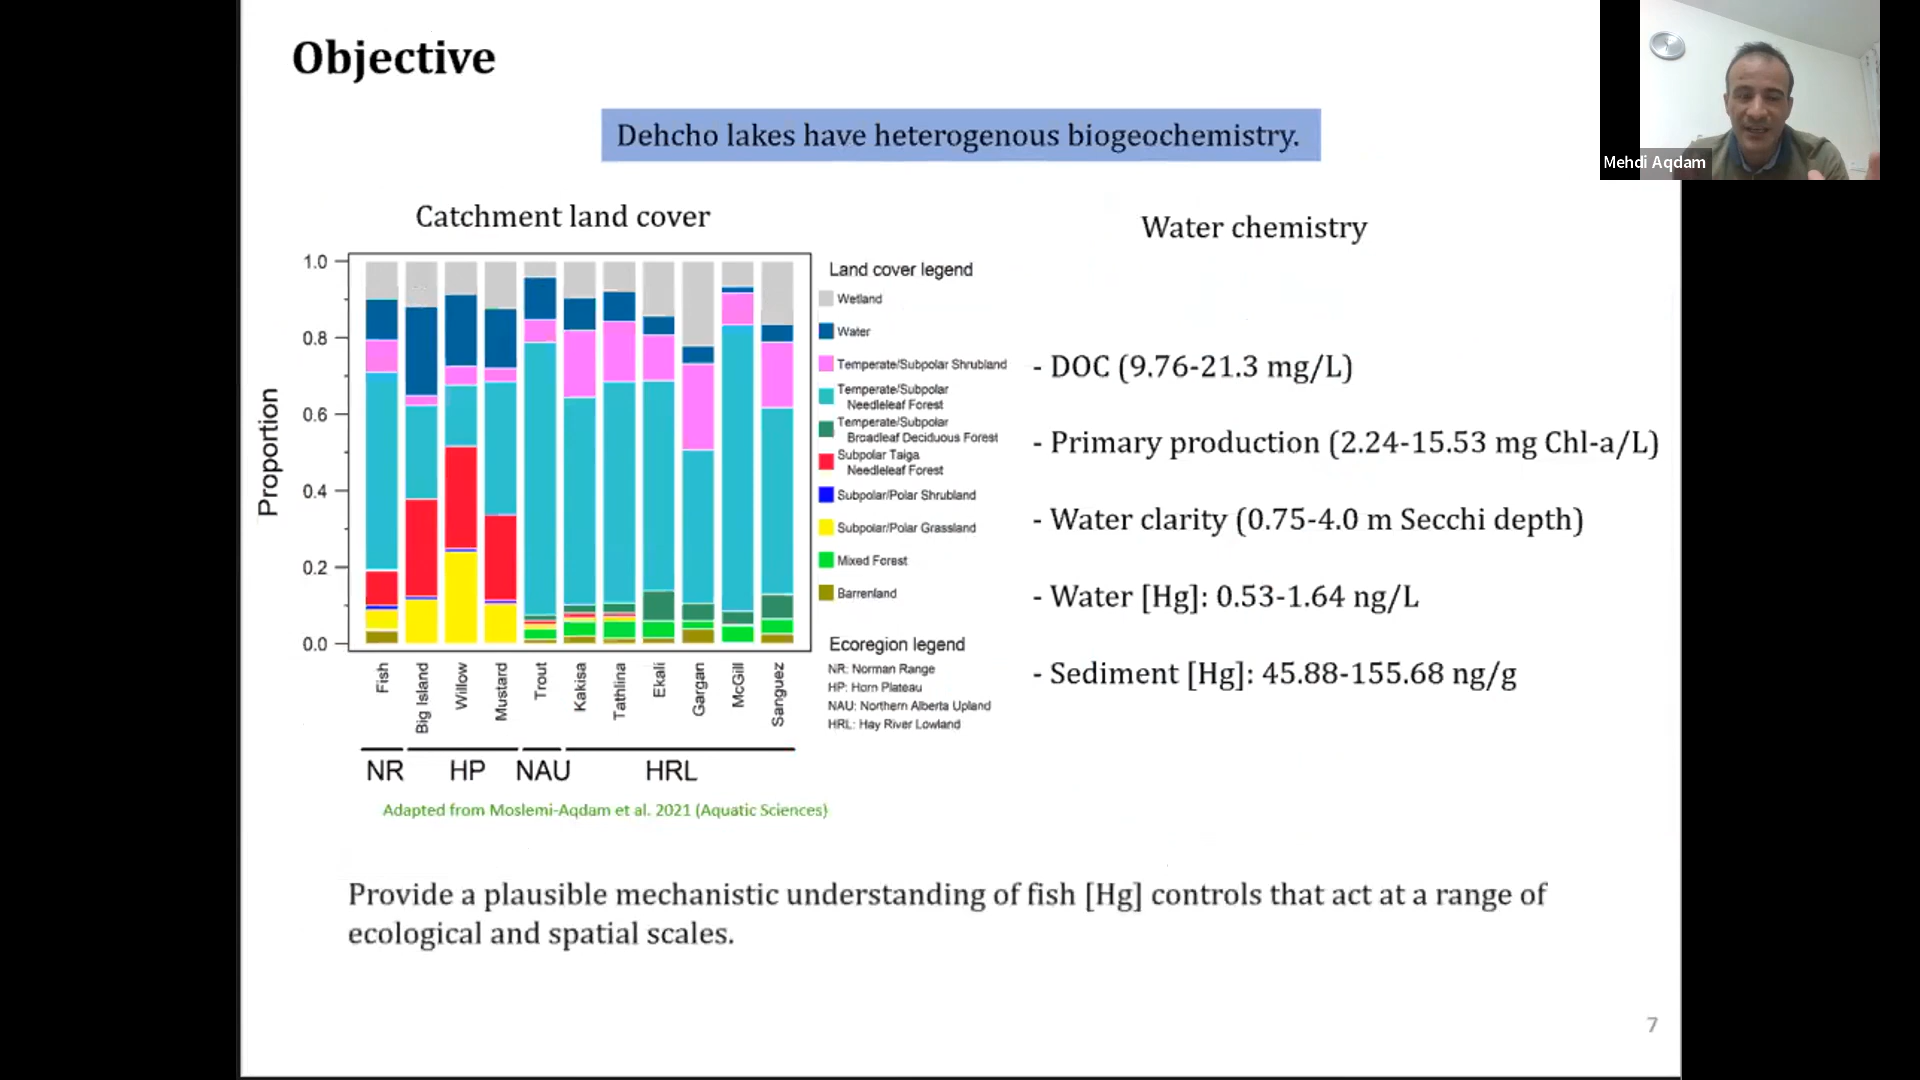 Objective
Dehcho lakes have heterogenous biogeochemistry.
Mehdi Aqdam
Catchment land cover
Water chemistry
Proportion
1.0
0.8
0.6
0.4
0.2
0.0
Fish
Big Island
Willow
Mustard
Trout
Kakisa
Tathlina
Ekali
Gargan
McGill
Sanguez
NR
HP
NAU
HRL
Land cover legend
Wetland
Water
Temperate/Subpolar Shrubland
Temperate/Subpolar
Needleleaf Forest
Temperate/Subpolar
Broadleaf Deciduous Forest
Subpolar Taiga
Needleleaf Forest
Subpolar/Polar Shrubland
Subpolar/Polar Grassland
Mixed Forest
Barrenland
Ecoregion legend
NR: Norman Range
HP: Horn Plateau
NAU: Northern Alberta Upland
HRL: Hay River Lowland
Adapted from Moslemi-Aqdam et al. 2021 (Aquatic Sciences)
- DOC (9.76-21.3 mg/L)
- Primary production (2.24-15.53 mg Chl-a/L)
- Water clarity (0.75-4.0 m Secchi depth)
- Water [Hg]: 0.53-1.64 ng/L
- Sediment [Hg]: 45.88-155.68 ng/g
Provide a plausible mechanistic understanding of fish [Hg] controls that act at a range of
ecological and spatial scales.
7